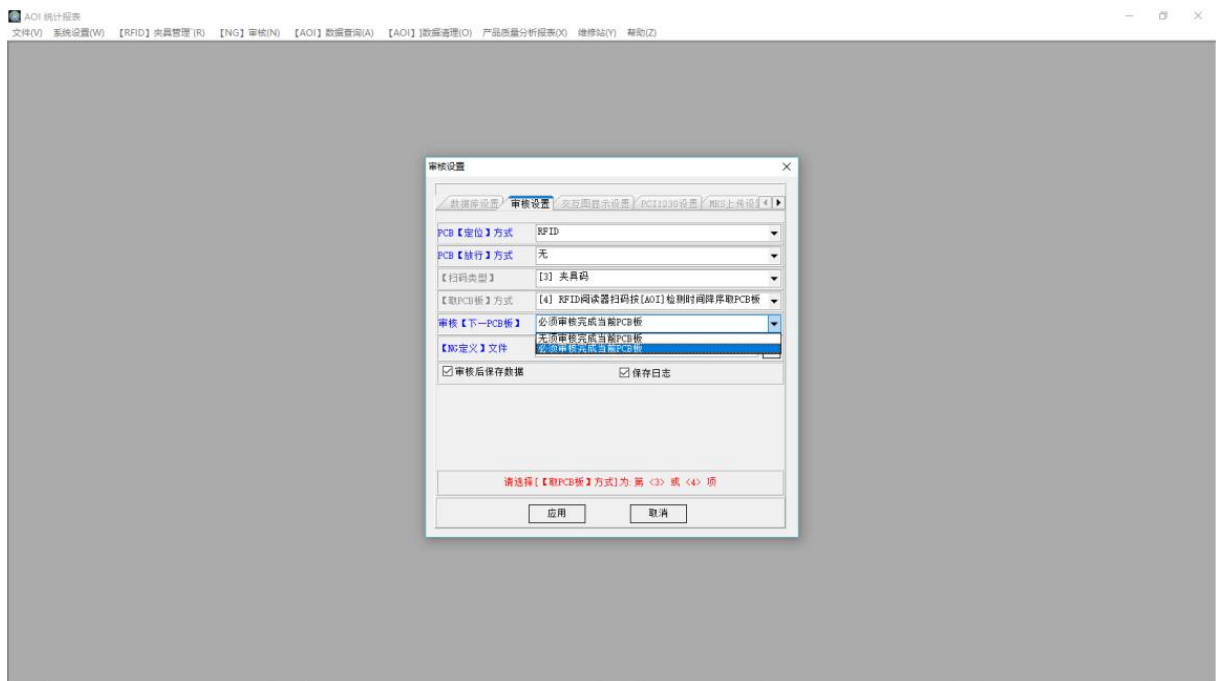 AOI 统计报表
文件(V) 系统设置(W) 【RFID】夹具管理`(R) 【NG】审核(N) 【AOI】数据查询(A) 【AOI】]数据清理(O) 产品质量分析报表(X) 维修站(Y) 帮助(Z)
审核设置
数据库设置 审核设置 交互图显示设置 PCI1230设置 MES上传设
PCB【定位】方式 RFID
PCB【放行】方式 无
【扫码类型】 [3] 夹具码
【取PCB板】方式 [4] RFID阅读器扫码按[AOI]检测时间降序取PCB板
审核【下一PCB板】 必须审核完成当前PCB板
无须审核完成当前PCB板
【NG定义】文件 必须审核完成当前PCB板
审核后保存数据 保存日志
请选择[【取PCB板】方式]为:第 <3> 或 <4> 项
应用 取消